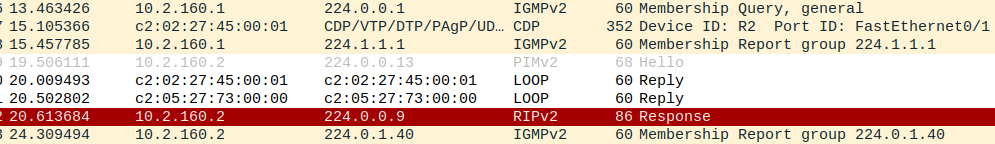 6 13.463426 10.2.160.1 224.0.0.1 IGMPv2 60 Membership Query, general
7 15.105366 c2:02:27:45:00:01 CDP/VTP/DTP/PAgP/UD… CDP 352 Device ID: R2 Port ID: FastEthernet0/1
3 15.457785 10.2.160.1 224.1.1.1 IGMPv2 60 Membership Report group 224.1.1.1
9 19.506111 10.2.160.2 224.0.0.13 PIMv2 68 Hello
0 20.009493 c2:02:27:45:00:01 c2:02:27:45:00:01 LOOP 60 Reply
1 20.502802 c2:05:27:73:00:00 c2:05:27:73:00:00 LOOP 60 Reply
2 20.613684 10.2.160.2 224.0.0.9 RIPv2 86 Response
3 24.309494 10.2.160.2 224.0.1.40 IGMPv2 60 Membership Report group 224.0.1.40